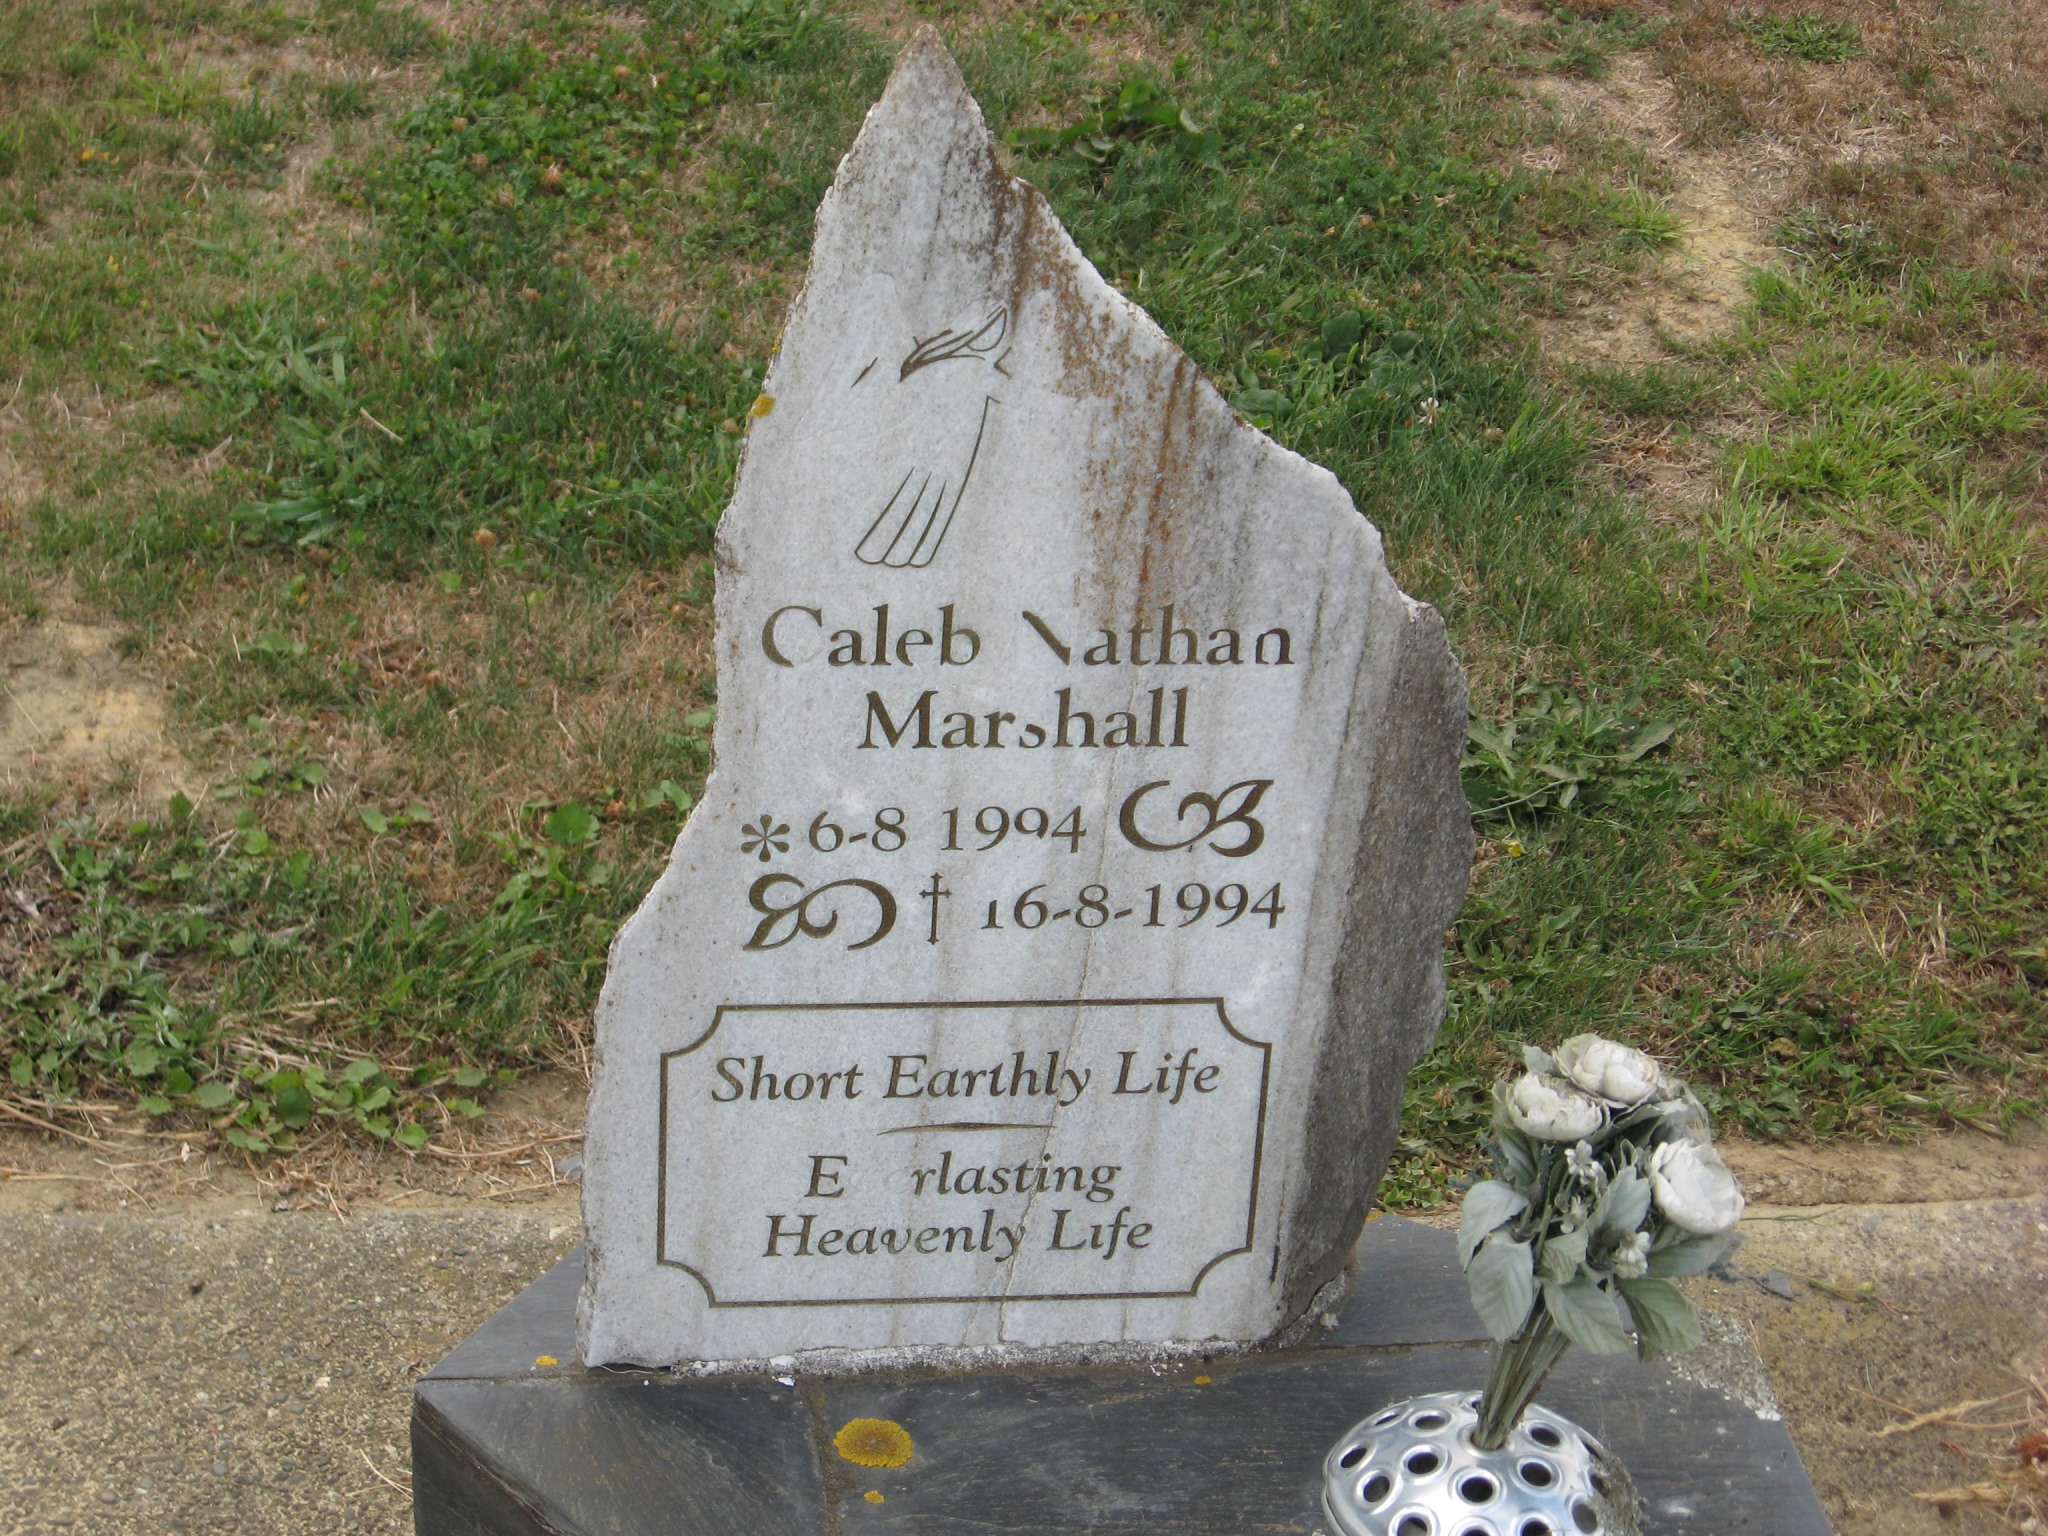 Caleb Nathan
Marshall
* 6-8 1994
† 16-8-1994
Short Earthly Life
Everlasting
Heavenly Life